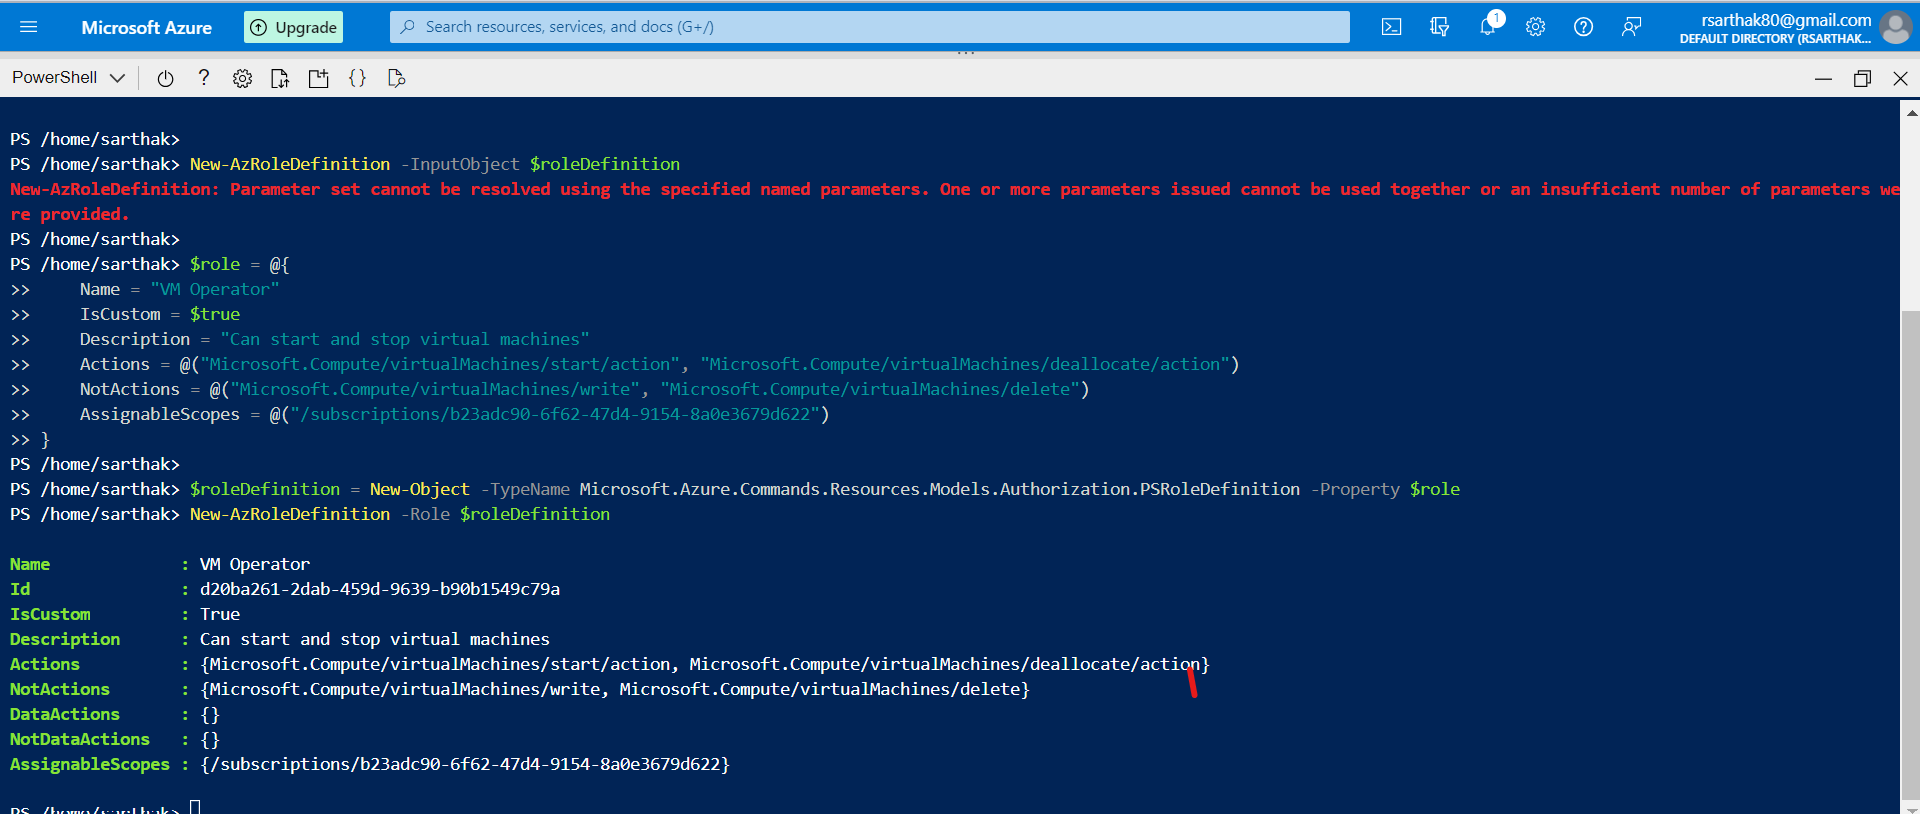 Microsoft Azure
Upgrade
Search resources, services, and docs (G+/)
1
rsarthak80@gmail.com
DEFAULT DIRECTORY (RSARTHAK...
PowerShell
PS /home/sarthak>
PS /home/sarthak> New-AzRoleDefinition -InputObject $roleDefinition
New-AzRoleDefinition: Parameter set cannot be resolved using the specified named parameters. One or more parameters issued cannot be used together or an insufficient number of parameters we
re provided.
PS /home/sarthak>
PS /home/sarthak> $role = @{
>>     Name = "VM Operator"
>>     IsCustom = $true
>>     Description = "Can start and stop virtual machines"
>>     Actions = @("Microsoft.Compute/virtualMachines/start/action", "Microsoft.Compute/virtualMachines/deallocate/action")
>>     NotActions = @("Microsoft.Compute/virtualMachines/write", "Microsoft.Compute/virtualMachines/delete")
>>     AssignableScopes = @("/subscriptions/b23adc90-6f62-47d4-9154-8a0e3679d622")
>> }
PS /home/sarthak>
PS /home/sarthak> $roleDefinition = New-Object -TypeName Microsoft.Azure.Commands.Resources.Models.Authorization.PSRoleDefinition -Property $role
PS /home/sarthak> New-AzRoleDefinition -Role $roleDefinition
Name             : VM Operator
Id               : d20ba261-2dab-459d-9639-b90b1549c79a
IsCustom         : True
Description      : Can start and stop virtual machines
Actions          : {Microsoft.Compute/virtualMachines/start/action, Microsoft.Compute/virtualMachines/deallocate/action}
NotActions       : {Microsoft.Compute/virtualMachines/write, Microsoft.Compute/virtualMachines/delete}
DataActions      : {}
NotDataActions   : {}
AssignableScopes : {/subscriptions/b23adc90-6f62-47d4-9154-8a0e3679d622}
PS /home/sarthak>